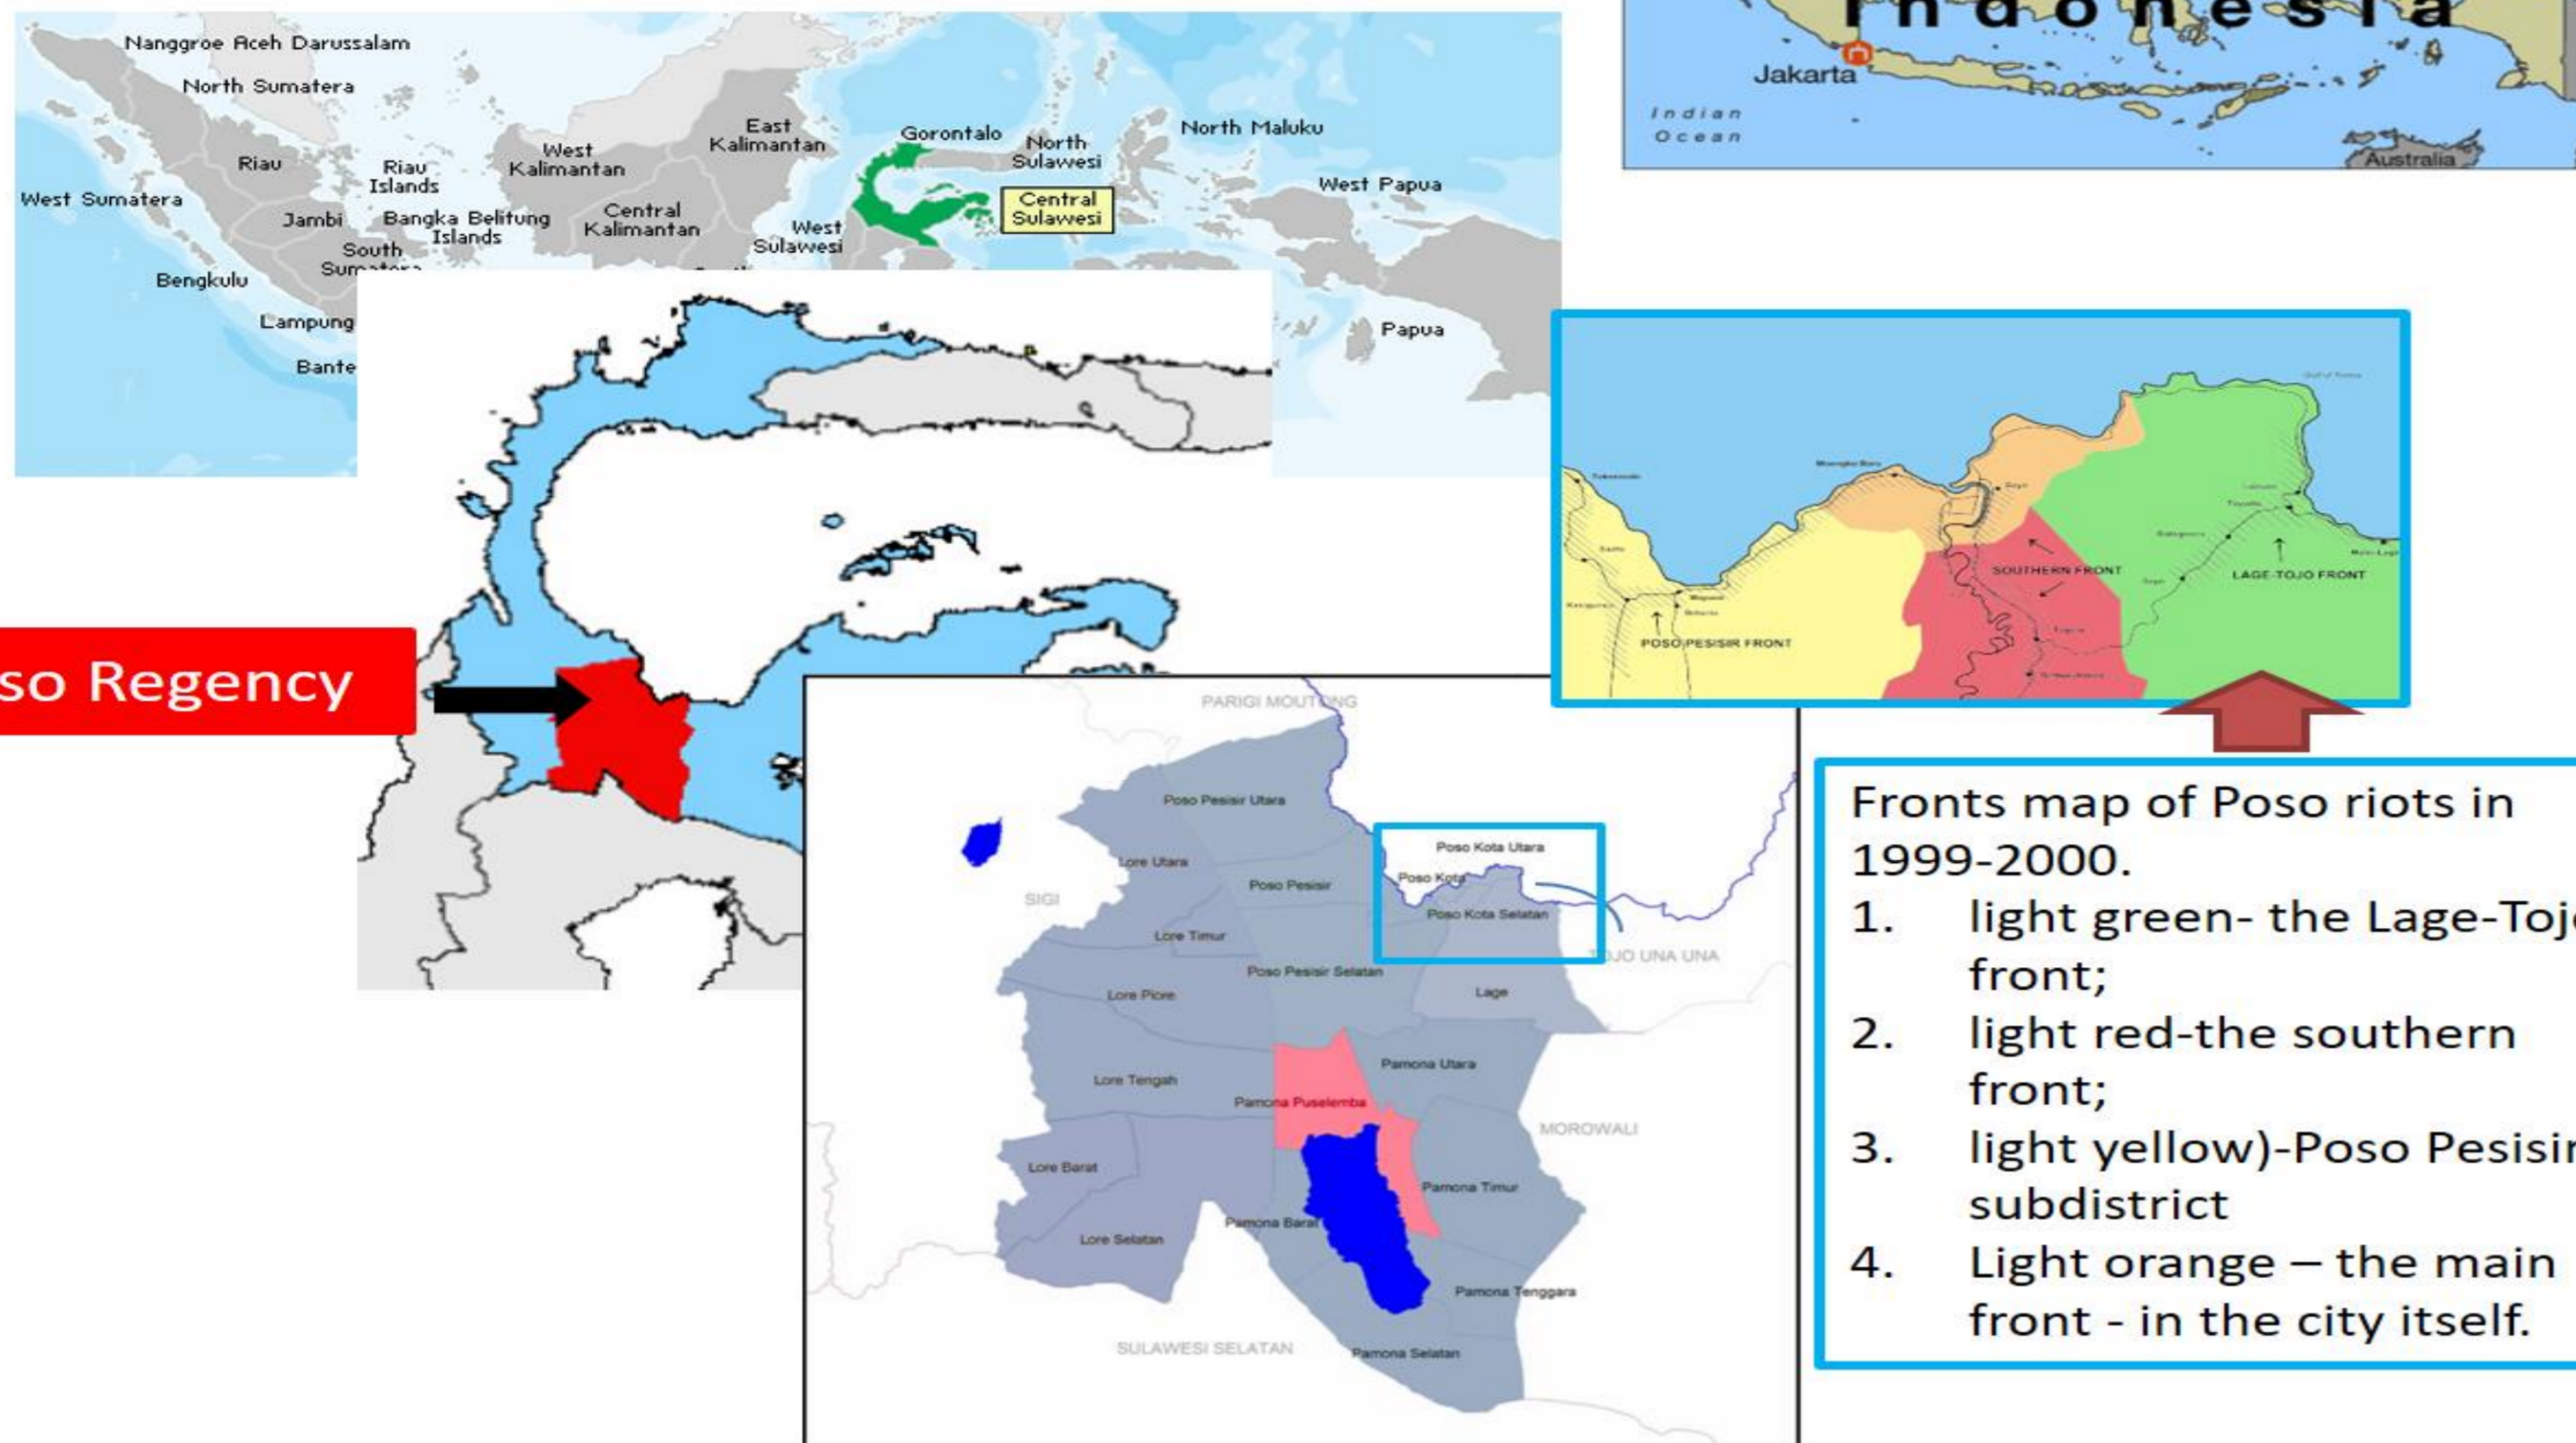 Indonesia
Jakarta
Indian
Ocean
Australia
Nanggroe Aceh Darussalam
North Sumatera
Riau
Riau
Islands
West Sumatera
Jambi
Bangka Belitung
Islands
South
Bengkulu
Lampung
Bante
West
Kalimantan
East
Kalimantan
Central
Kalimantan
Gorontalo
North
Sulawesi
North Maluku
Central
Sulawesi
West
Sulawesi
West Papua
Papua
so Regency
SOUTHERN FRONT
LAGE-TOJO FRONT
POSO PESISIR FRONT
PARIGI MOUTONG
Poso Pesisir Utara
Poso Kota Utara
Lore Utara
Poso Kota
Poso Pesisir
SIGI
Poso Kota Selatan
Lore Timur
TOJO UNA UNA
Poso Pesisir Selatan
Lore Piore
Lage
Pamona Utara
Lore Tengah
Pamona Puselemba
MOROWALI
Lore Barat
Pamona Timur
Pamona Barat
Lore Selatan
Pamona Tenggara
SULAWESI SELATAN
Pamona Selatan
Fronts map of Poso riots in
1999-2000.
1. light green- the Lage-Tojo
front;
2. light red-the southern
front;
3. light yellow)-Poso Pesisir
subdistrict
4. Light orange – the main
front - in the city itself.